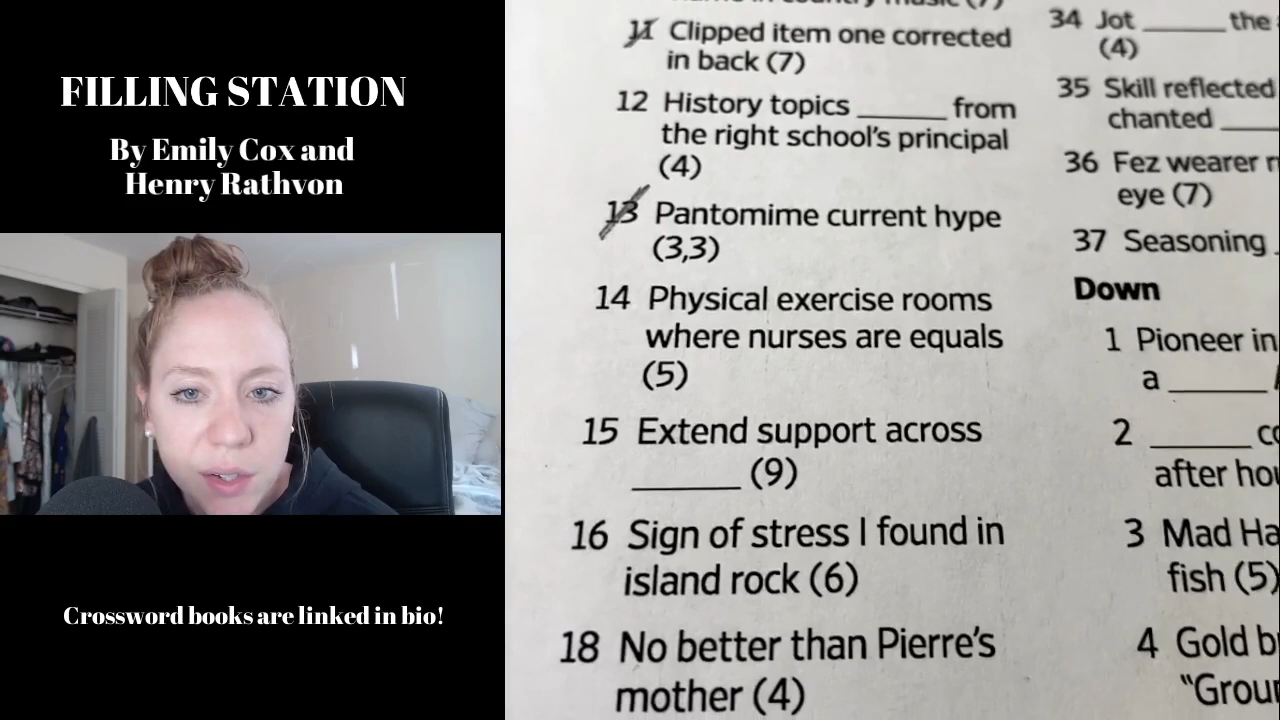 FILLING STATION
By Emily Cox and
Henry Rathvon
Crossword books are linked in bio!
11 Clipped item one corrected
in back (7)
12 History topics ______ from
the right school's principal
(4)
13 Pantomime current hype
(3,3)
14 Physical exercise rooms
where nurses are equals
(5)
15 Extend support across
______ (9)
16 Sign of stress I found in
island rock (6)
18 No better than Pierre's
mother (4)
34 Jot ______ the
(4)
35 Skill reflected
chanted ____
36 Fez wearer
eye (7)
37 Seasoning
Down
1 Pioneer in
a ______
2 ______
after
3 Mad
fish (5)
4 Gold